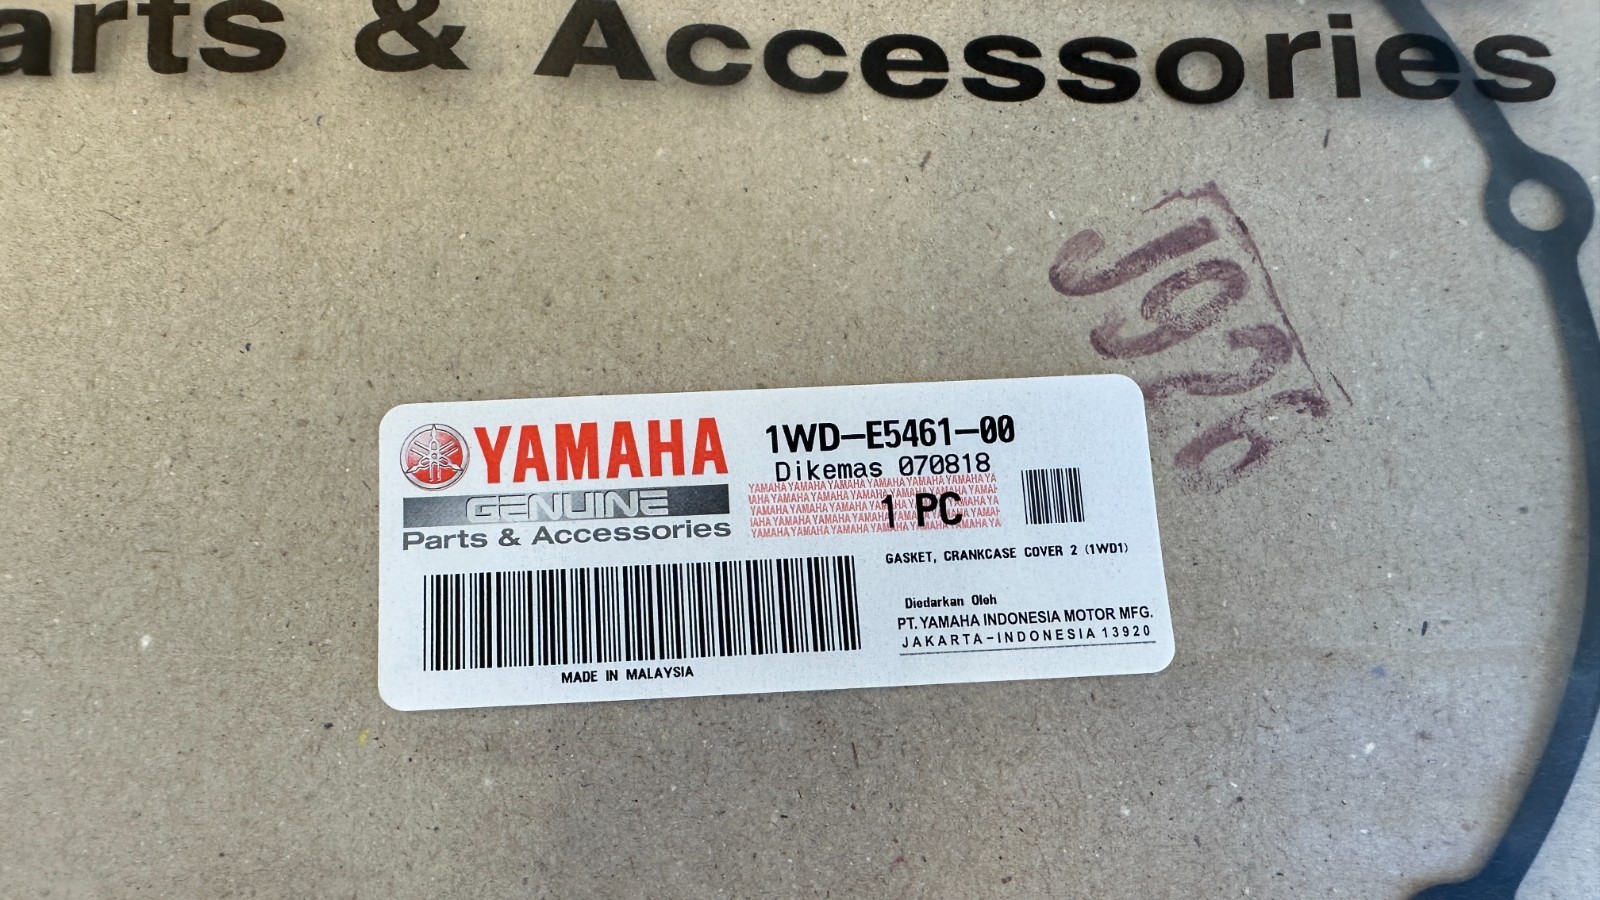 arts & Accessories
YAMAHA
GENUINE
Parts & Accessories
1WD-E5461-00
Dikemas 070818
1 PC
GASKET, CRANKCASE COVER 2 (1WD1)
Diedarkan Oleh
PT. YAMAHA INDONESIA MOTOR MFG.
JAKARTA-INDONESIA 13920
MADE IN MALAYSIA